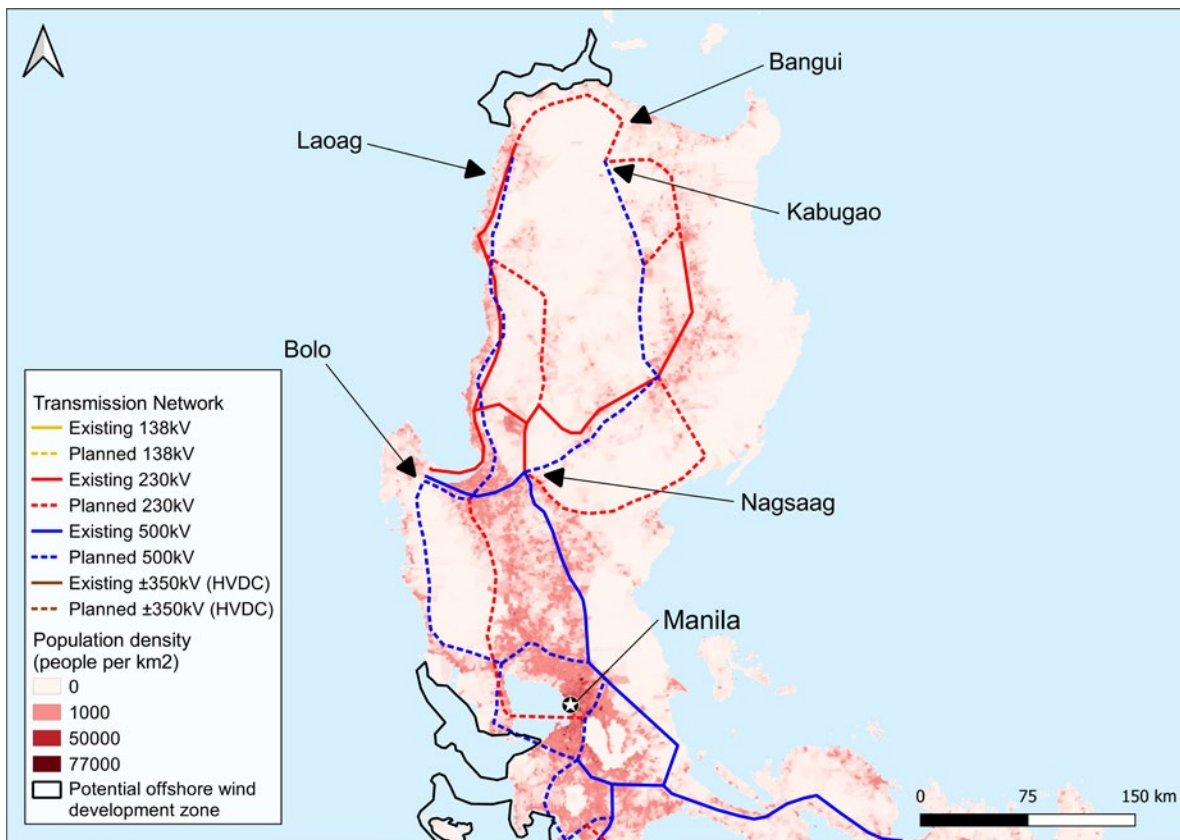 Bangui
Laoag
Kabugao
Bolo
Nagsaag
Manila
Transmission Network
Existing 138kV
Planned 138kV
Existing 230kV
Planned 230kV
Existing 500kV
Planned 500kV
Existing ±350kV (HVDC)
Planned ±350kV (HVDC)
Population density
(people per km2)
0
1000
50000
77000
Potential offshore wind
development zone
0 75 150 km